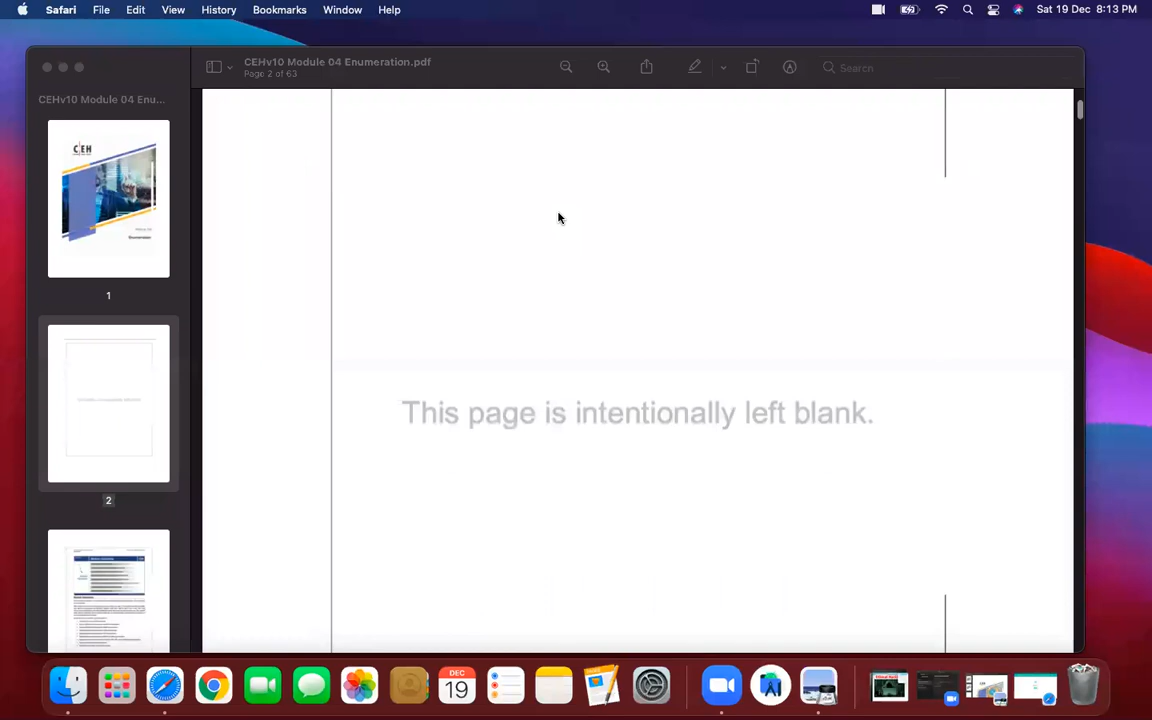 Safari File Edit View History Bookmarks Window Help Sat 19 Dec 8:13 PM
CEHv10 Module 04 Enumeration.pdf
Page 2 of 63
Search
CEHv10 Module 04 Enu...
CEH
1
2
This page is intentionally left blank.
DEC
19